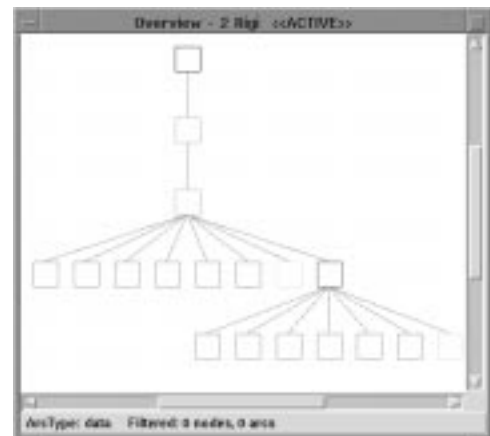 Overview - 2 Rigi <<ACTIVE>>
ArcType: data Filtered: 0 nodes, 0 arcs